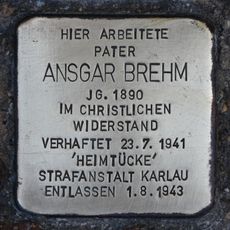 HIER ARBEITETE
PATER
ANSGAR BREHM
JG. 1890
IM CHRISTLICHEN
WIDERSTAND
VERHAFTET 23.7.1941
'HEIMTÜCKE'
STRAFANSTALT KARLAU
ENTLASSEN 1.8.1943